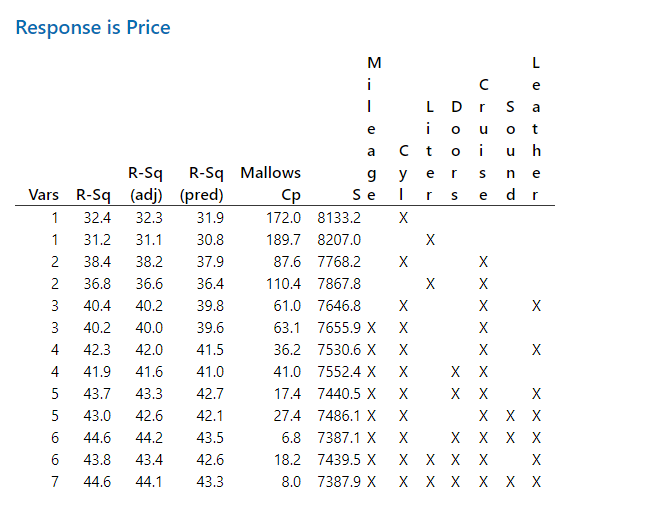 Response is Price
M L
i C e
l L D r S a
e i o u o t
a C t o i u h
R-Sq R-Sq Mallows g y e r s n e
Vars R-Sq (adj) (pred) Cp S e l r s e d r
1 32.4 32.3 31.9 172.0 8133.2 X
1 31.2 31.1 30.8 189.7 8207.0 X
2 38.4 38.2 37.9 87.6 7768.2 X X
2 36.8 36.6 36.4 110.4 7867.8 X X
3 40.4 40.2 39.8 61.0 7646.8 X X X
3 40.2 40.0 39.6 63.1 7655.9 X X X
4 42.3 42.0 41.5 36.2 7530.6 X X X X
4 41.9 41.6 41.0 41.0 7552.4 X X X X
5 43.7 43.3 42.7 17.4 7440.5 X X X X X
5 43.0 42.6 42.1 27.4 7486.1 X X X X X
6 44.6 44.2 43.5 6.8 7387.1 X X X X X X
6 43.8 43.4 42.6 18.2 7439.5 X X X X X X
7 44.6 44.1 43.3 8.0 7387.9 X X X X X X X